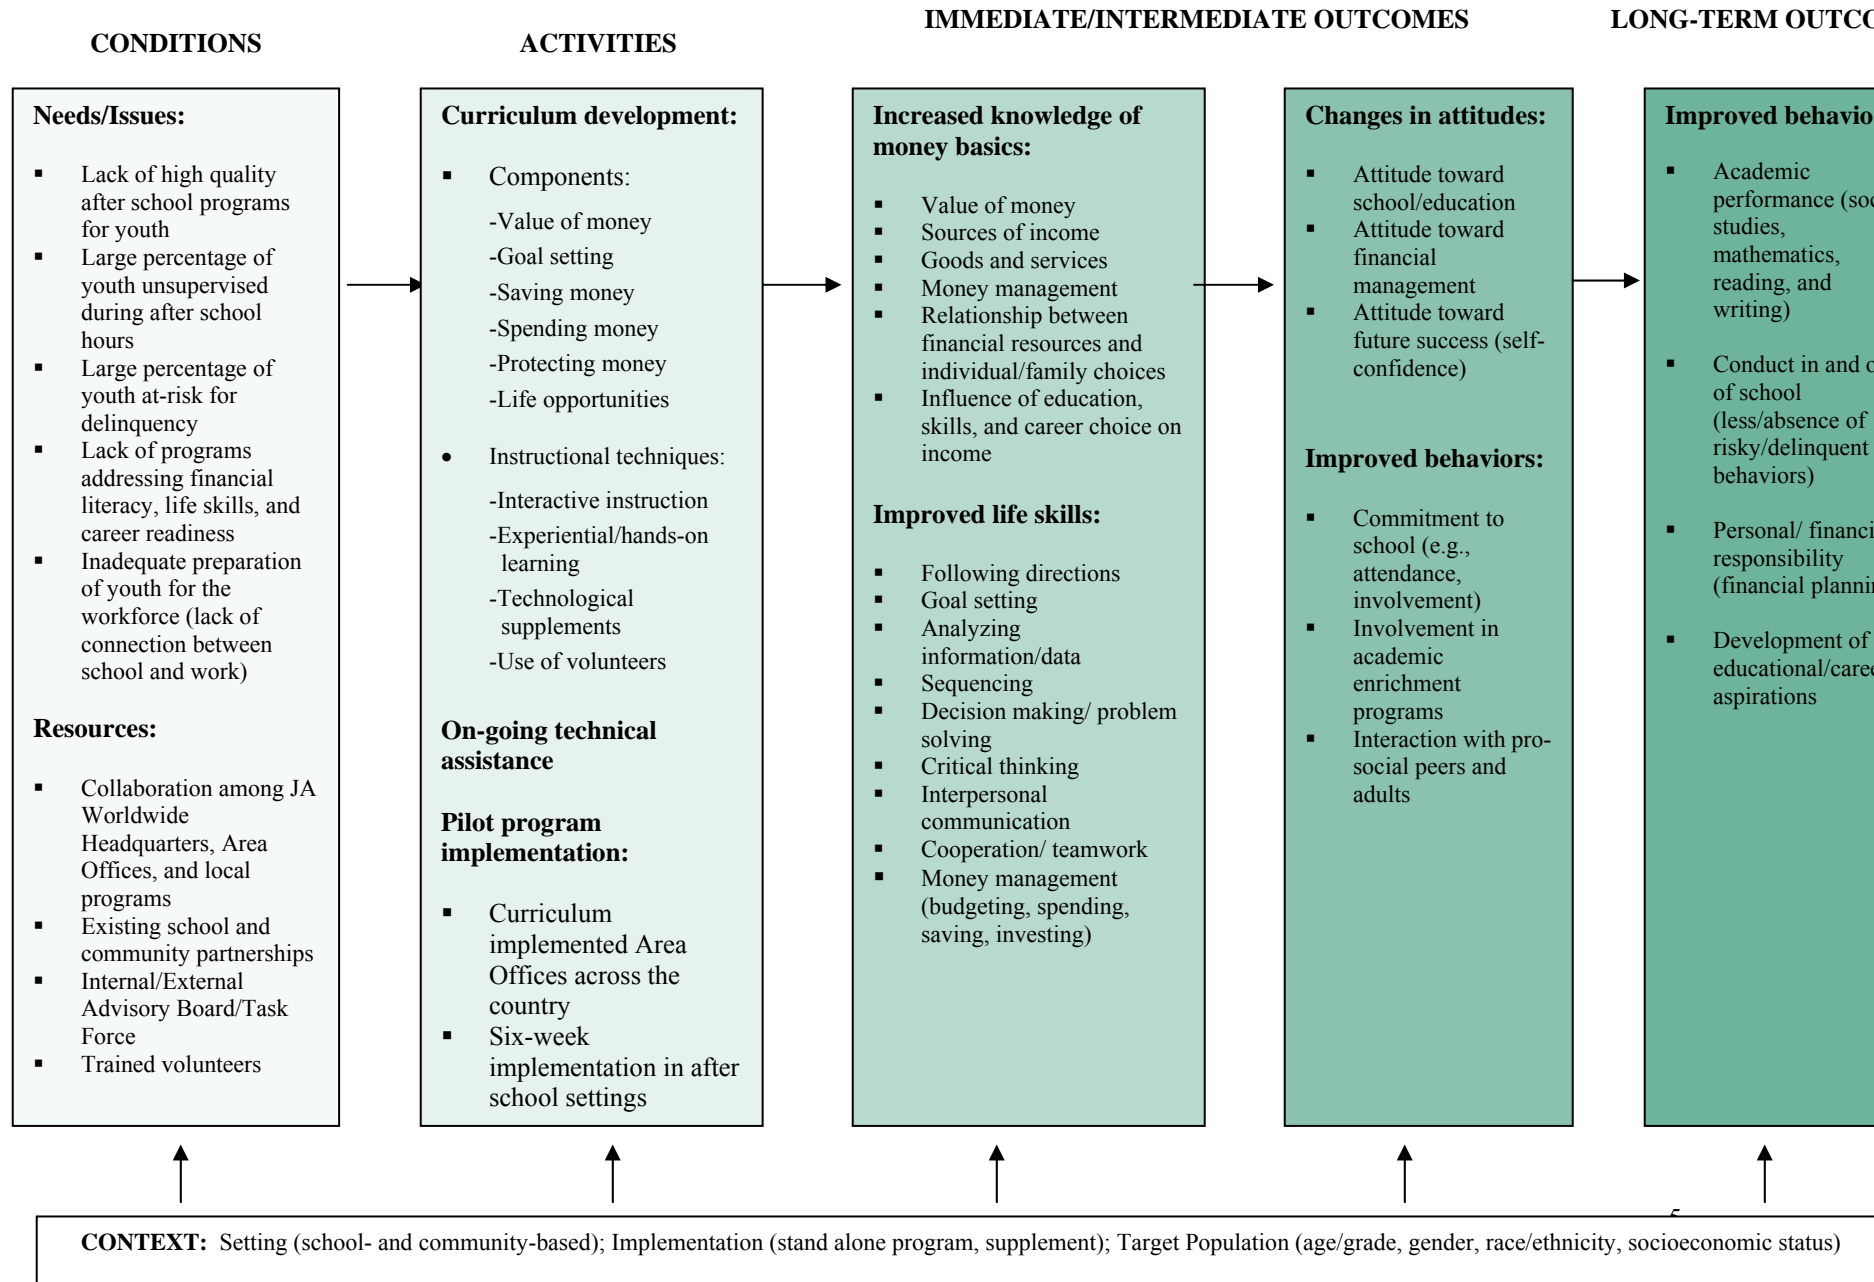 IMMEDIATE/INTERMEDIATE OUTCOMES
LONG-TERM
CONDITIONS
ACTIVITIES
Needs/Issues:
▪ Lack of high quality
after school programs
for youth
▪ Large percentage of
youth unsupervised
during after school
hours
▪ Large percentage of
youth at-risk for
delinquency
▪ Lack of programs
addressing financial
literacy, life skills, and
career readiness
▪ Inadequate preparation
of youth for the
workforce (lack of
connection between
school and work)
Resources:
▪ Collaboration among JA
Worldwide
Headquarters, Area
Offices, and local
programs
▪ Existing school and
community partnerships
▪ Internal/External
Advisory Board/Task
Force
▪ Trained volunteers
Curriculum development:
▪ Components:
-Value of money
-Goal setting
-Saving money
-Spending money
-Protecting money
-Life opportunities
• Instructional techniques:
-Interactive instruction
-Experiential/hands-on
learning
-Technological
supplements
-Use of volunteers
On-going technical
assistance
Pilot program
implementation:
▪ Curriculum
implemented Area
Offices across the
country
▪ Six-week
implementation in after
school settings
Increased knowledge of
money basics:
▪ Value of money
▪ Sources of income
▪ Goods and services
▪ Money management
▪ Relationship between
financial resources and
individual/family choices
▪ Influence of education,
skills, and career choice on
income
Improved life skills:
▪ Following directions
▪ Goal setting
▪ Analyzing
information/data
▪ Sequencing
▪ Decision making/ problem
solving
▪ Critical thinking
▪ Interpersonal
communication
▪ Cooperation/ teamwork
▪ Money management
(budgeting, spending,
saving, investing)
Changes in attitudes:
▪ Attitude toward
school/education
▪ Attitude toward
financial
management
▪ Attitude toward
future success (self-
confidence)
Improved behaviors:
▪ Commitment to
school (e.g.,
attendance,
involvement)
▪ Involvement in
academic
enrichment
programs
▪ Interaction with pro-
social peers and
adults
Improved
▪ Academic
performance
studies,
mathematics,
reading, and
writing)
▪ Conduct in and
of school
(less/absence of
risky/delinquent
behaviors)
▪ Personal/
responsibility
(financial
▪ Development of
aspirations
CONTEXT: Setting (school- and community-based); Implementation (stand alone program, supplement); Target Population (age/grade, gender, race/ethnicity, socioeconomic status)